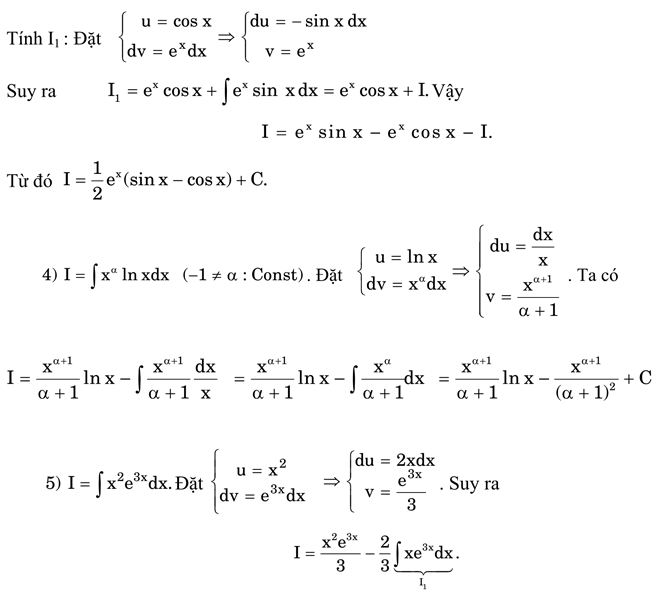 Tính I₁ : Đặt { u = cos x ; dv = eˣdx ⇒ { du = − sin x dx ; v = eˣ
Suy ra I₁ = eˣ cos x + ∫ eˣ sin x dx = eˣ cos x + I. Vậy
I = eˣ sin x − eˣ cos x − I.
Từ đó I = 1/2 eˣ (sin x − cos x) + C.
4) I = ∫ x^α ln xdx (−1 ≠ α : Const) . Đặt { u = ln x ; dv = x^α dx ⇒ { du = dx/x ; v = x^(α+1)/(α + 1) . Ta có
I = x^(α+1)/(α + 1) ln x − ∫ x^(α+1)/(α + 1) dx/x = x^(α+1)/(α + 1) ln x − ∫ x^α/(α + 1) dx = x^(α+1)/(α + 1) ln x − x^(α+1)/(α + 1)² + C
5) I = ∫ x²e^(3x)dx. Đặt { u = x² ; dv = e^(3x)dx ⇒ { du = 2xdx ; v = e^(3x)/3 . Suy ra
I = x²e^(3x)/3 − 2/3 ∫ xe^(3x)dx .
I₁